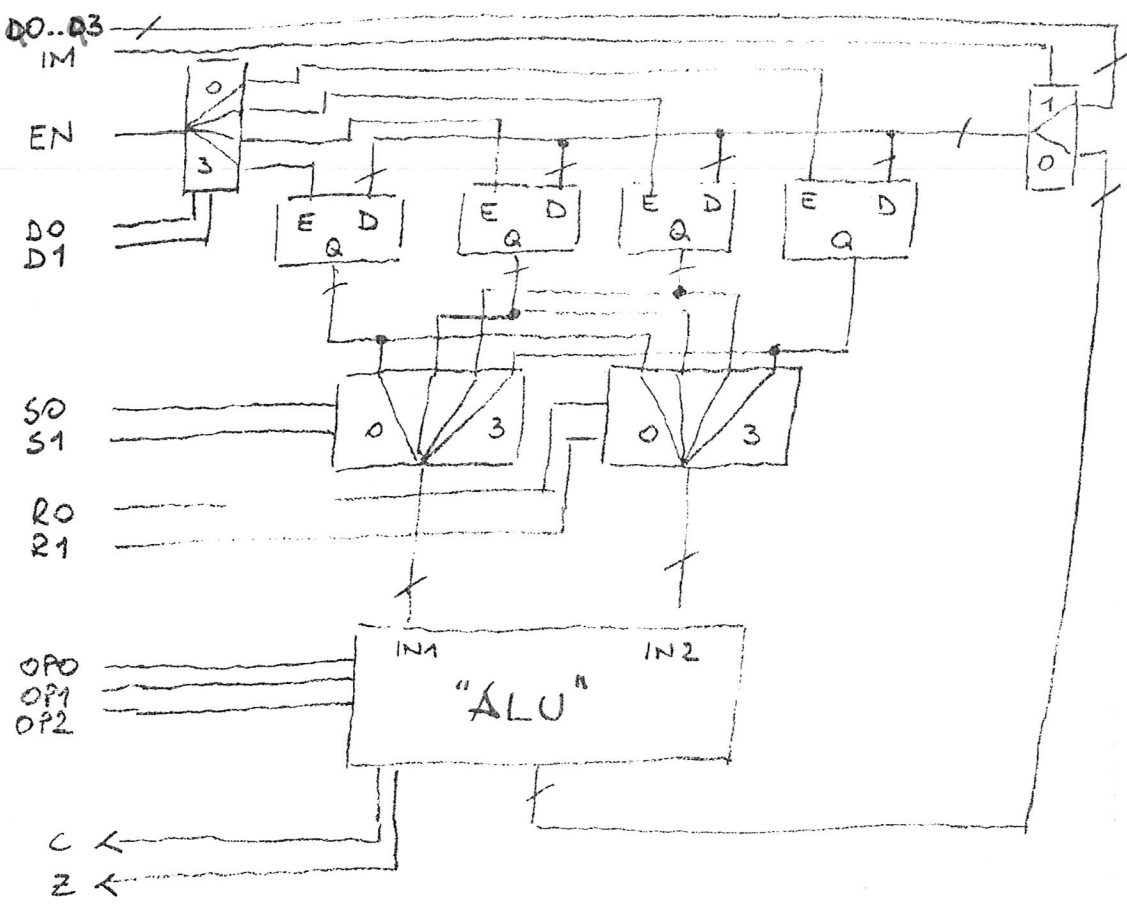 D0..D3
IM
0
1
EN
3
0
D0
D1
E D
Q
E D
Q
E D
Q
E D
Q
S0
S1
0 3
0 3
R0
R1
IN1 IN2
OP0
OP1
OP2
"ALU"
C
Z